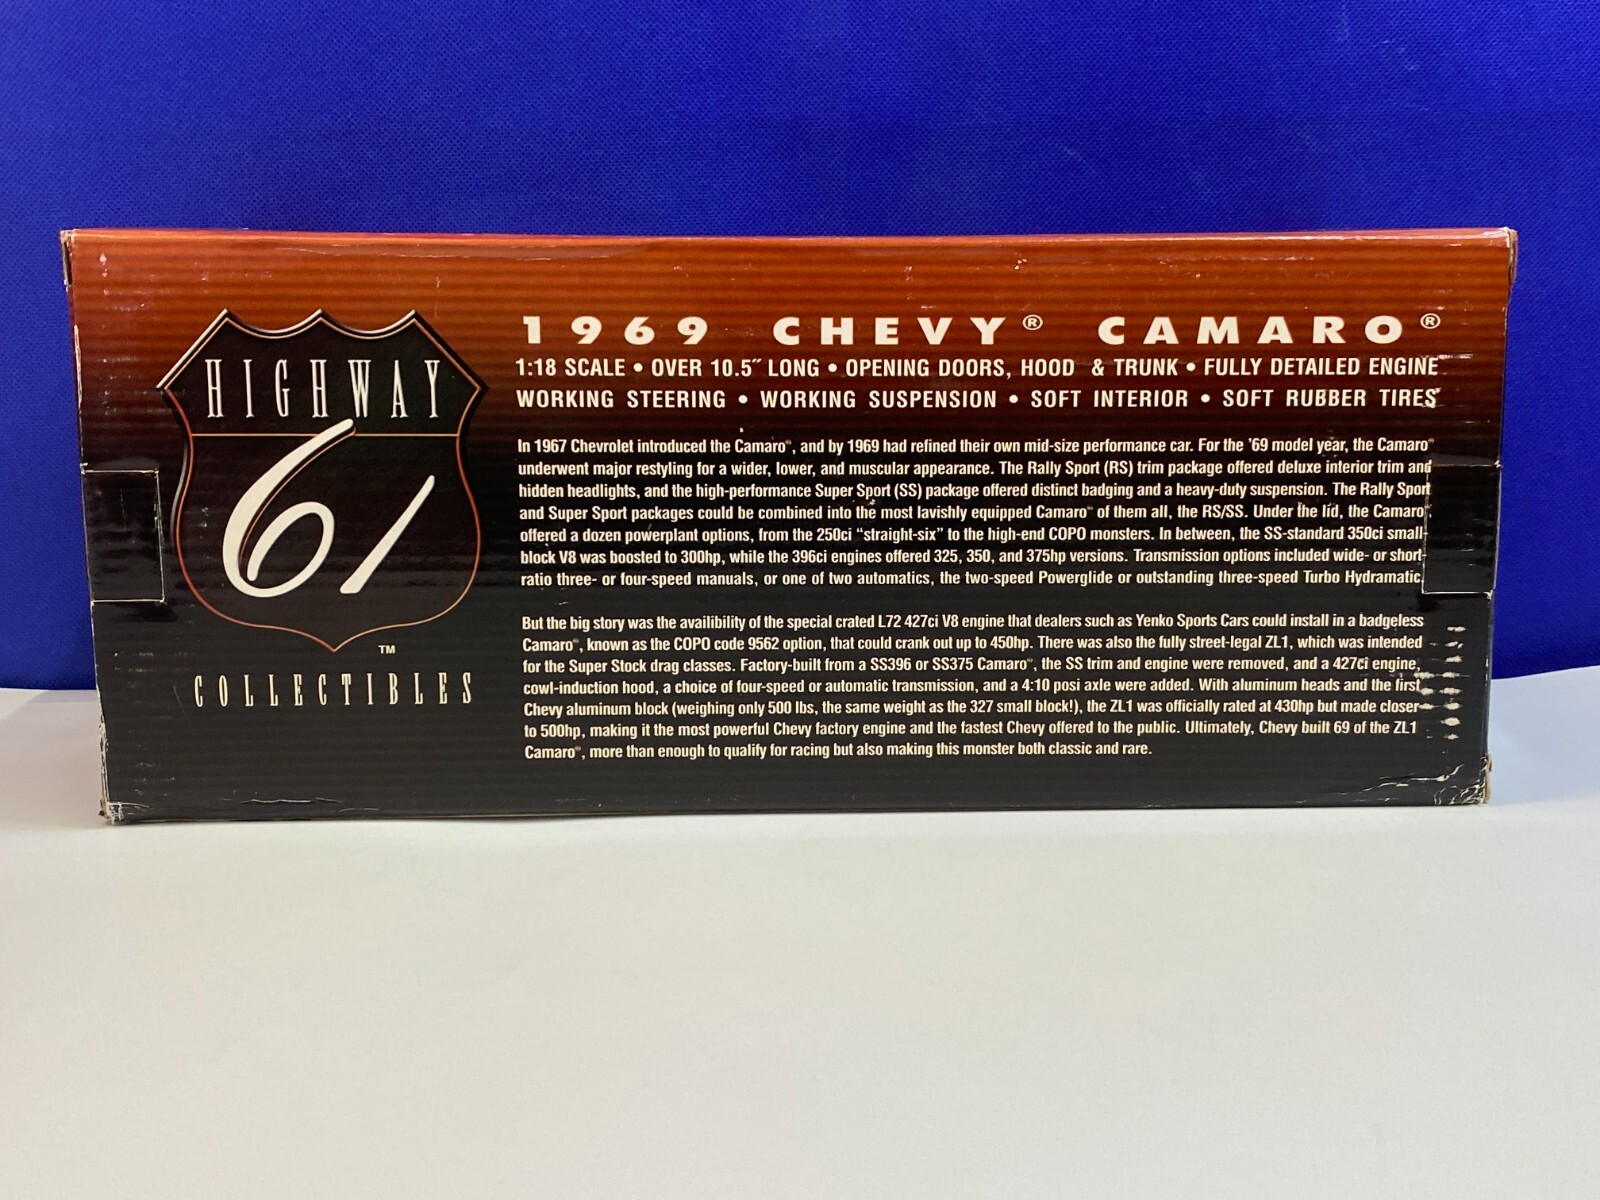 HIGHWAY
61
™
COLLECTIBLES
1969 CHEVY® CAMARO®
1:18 SCALE • OVER 10.5″ LONG • OPENING DOORS, HOOD & TRUNK • FULLY DETAILED ENGINE
WORKING STEERING • WORKING SUSPENSION • SOFT INTERIOR • SOFT RUBBER TIRES
In 1967 Chevrolet introduced the Camaro®, and by 1969 had refined their own mid-size performance car. For the '69 model year, the Camaro®
underwent major restyling for a wider, lower, and muscular appearance. The Rally Sport (RS) trim package offered deluxe interior trim and
hidden headlights, and the high-performance Super Sport (SS) package offered distinct badging and a heavy-duty suspension. The Rally Sport
and Super Sport packages could be combined into the most lavishly equipped Camaro® of them all, the RS/SS. Under the lid, the Camaro®
offered a dozen powerplant options, from the 250ci “straight-six” to the high-end COPO monsters. In between, the SS-standard 350ci small-
block V8 was boosted to 300hp, while the 396ci engines offered 325, 350, and 375hp versions. Transmission options included wide- or short-
ratio three- or four-speed manuals, or one of two automatics, the two-speed Powerglide or outstanding three-speed Turbo Hydramatic.
But the big story was the availibility of the special crated L72 427ci V8 engine that dealers such as Yenko Sports Cars could install in a badgeless
Camaro®, known as the COPO code 9562 option, that could crank out up to 450hp. There was also the fully street-legal ZL1, which was intended
for the Super Stock drag classes. Factory-built from a SS396 or SS375 Camaro®, the SS trim and engine were removed, and a 427ci engine,
cowl-induction hood, a choice of four-speed or automatic transmission, and a 4:10 posi axle were added. With aluminum heads and the first
Chevy aluminum block (weighing only 500 lbs, the same weight as the 327 small block!), the ZL1 was officially rated at 430hp but made closer
to 500hp, making it the most powerful Chevy factory engine and the fastest Chevy offered to the public. Ultimately, Chevy built 69 of the ZL1
Camaro®, more than enough to qualify for racing but also making this monster both classic and rare.